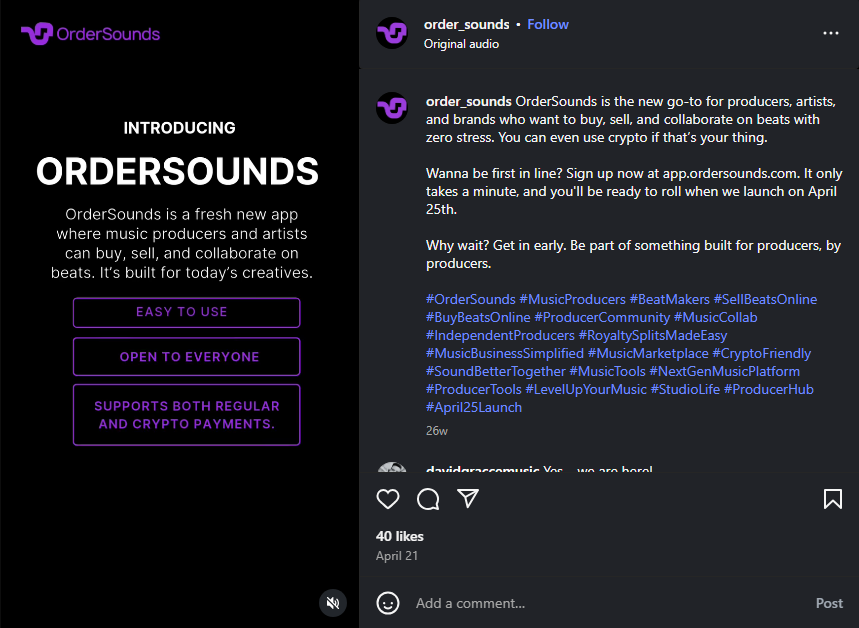 OrderSounds
INTRODUCING
ORDERSOUNDS
OrderSounds is a fresh new app
where music producers and artists
can buy, sell, and collaborate on
beats. It's built for today's creatives.
EASY TO USE
OPEN TO EVERYONE
SUPPORTS BOTH REGULAR
AND CRYPTO PAYMENTS.
order_sounds • Follow
Original audio
order_sounds OrderSounds is the new go-to for producers, artists,
and brands who want to buy, sell, and collaborate on beats with
zero stress. You can even use crypto if that's your thing.
Wanna be first in line? Sign up now at app.ordersounds.com. It only
takes a minute, and you'll be ready to roll when we launch on April
25th.
Why wait? Get in early. Be part of something built for producers, by
producers.
#OrderSounds #MusicProducers #BeatMakers #SellBeatsOnline
#BuyBeatsOnline #ProducerCommunity #MusicCollab
#IndependentProducers #RoyaltySplitsMadeEasy
#MusicBusinessSimplified #MusicMarketplace #CryptoFriendly
#SoundBetterTogether #MusicTools #NextGenMusicPlatform
#ProducerTools #LevelUpYourMusic #StudioLife #ProducerHub
#April25Launch
26w
davidgraccemusic Yes... we are here!
40 likes
April 21
Add a comment...
Post